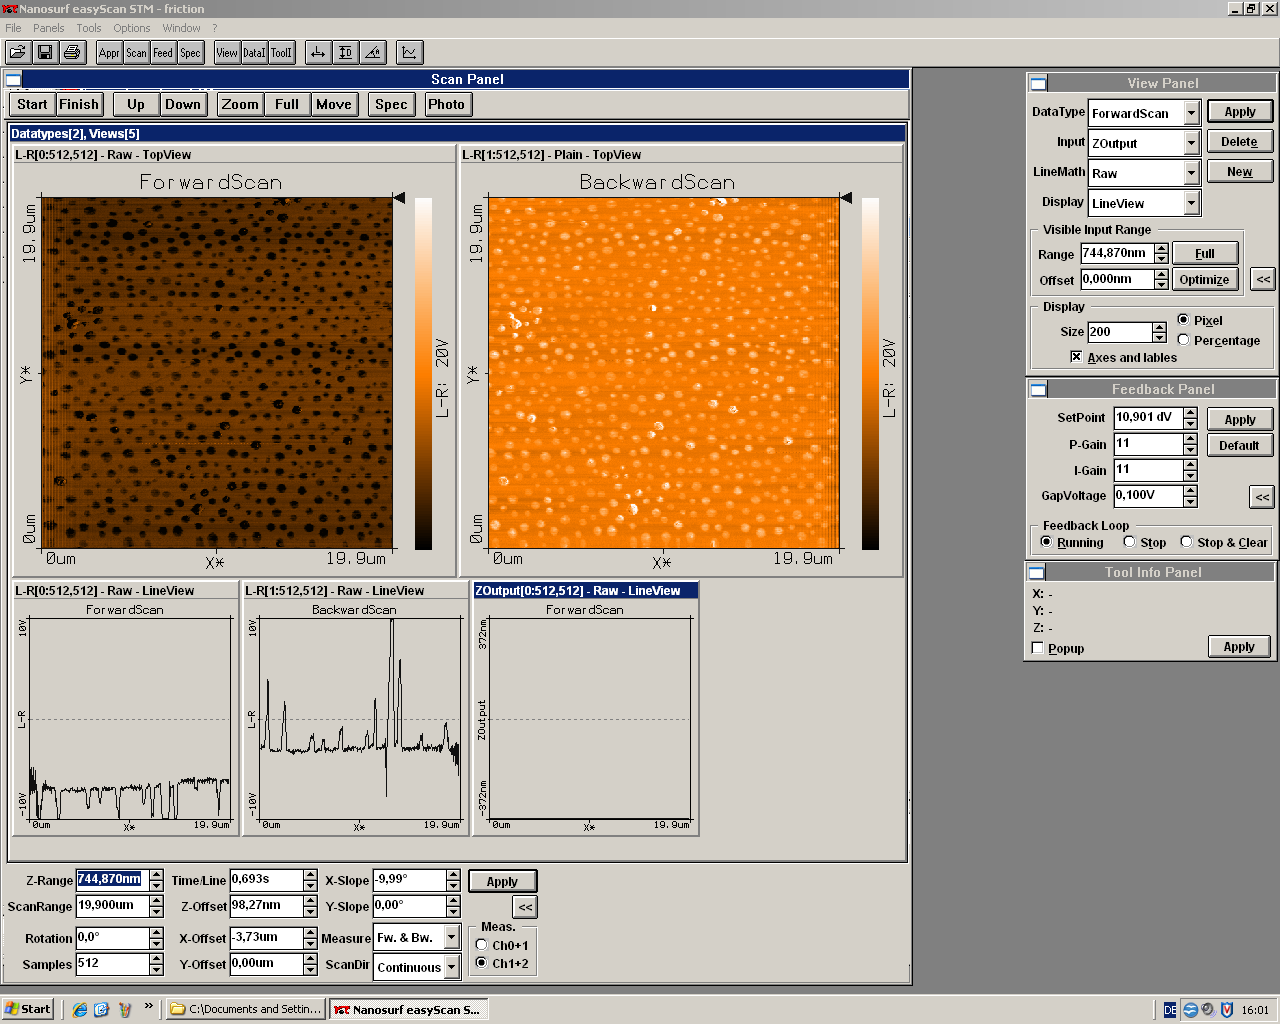 Nanosurf easyScan STM - friction
File Panels Tools Options Window ?
Appr Scan Feed Spec View DataI ToolI
Scan Panel
Start Finish Up Down Zoom Full Move Spec Photo
Datatypes[2], Views[5]
L-R[0:512,512] - Raw - TopView
ForwardScan
19.9um
Y*
0um
0um X* 19.9um
L-R: 20V
L-R[1:512,512] - Plain - TopView
BackwardScan
19.9um
Y*
0um
0um X* 19.9um
L-R: 20V
L-R[0:512,512] - Raw - LineView
ForwardScan
10V
L-R
-10V
0um X* 19.9um
L-R[1:512,512] - Raw - LineView
BackwardScan
10V
L-R
-10V
0um X* 19.9um
ZOutput[0:512,512] - Raw - LineView
ForwardScan
372nm
ZOutput
-372nm
0um X* 19.9um
Z-Range 744,870nm Time/Line 0,693s X-Slope -9,99° Apply
ScanRange 19,900um Z-Offset 98,27nm Y-Slope 0,00° <<
Rotation 0,0° X-Offset -3,73um Measure Fw. & Bw.
Samples 512 Y-Offset 0,00um ScanDir Continuous
Meas.
Ch0+1
Ch1+2
View Panel
DataType ForwardScan Apply
Input ZOutput Delete
LineMath Raw New
Display LineView
Visible Input Range
Range 744,870nm Full
Offset 0,000nm Optimize <<
Display
Size 200 Pixel
Percentage
Axes and lables
Feedback Panel
SetPoint 10,901 dV Apply
P-Gain 11 Default
I-Gain 11
GapVoltage 0,100V <<
Feedback Loop
Running Stop Stop & Clear
Tool Info Panel
X: -
Y: -
Z: -
Popup Apply
Start » C:\Documents and Settin... Nanosurf easyScan S... DE 16:01